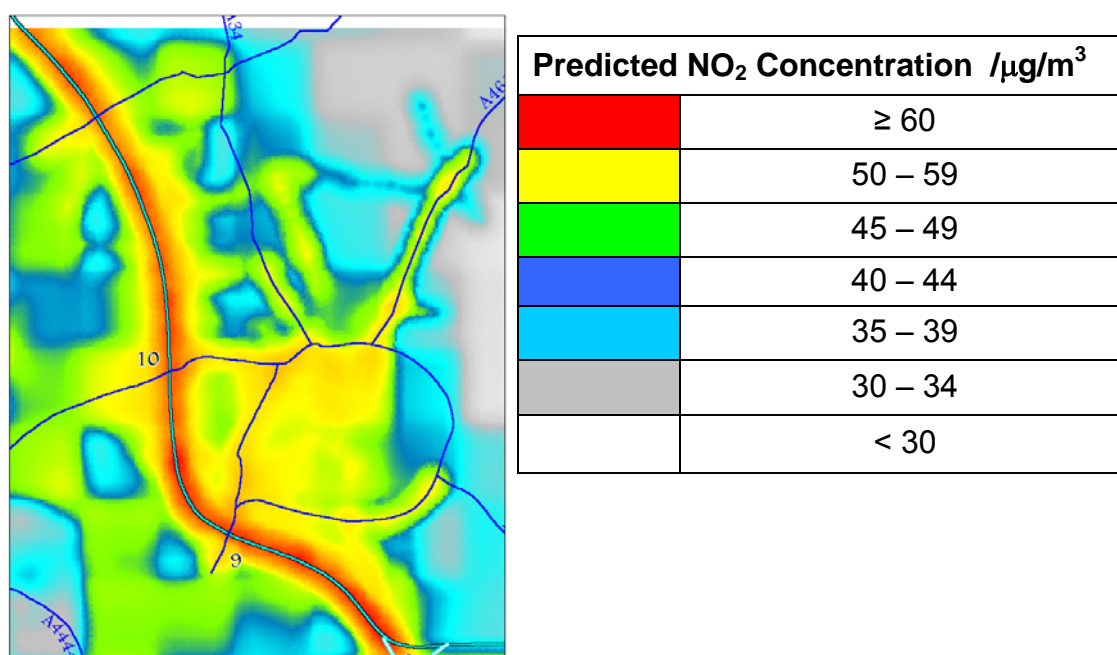 A34
A46
10
9
A444
Predicted NO₂ Concentration /µg/m³
≥ 60
50 – 59
45 – 49
40 – 44
35 – 39
30 – 34
< 30